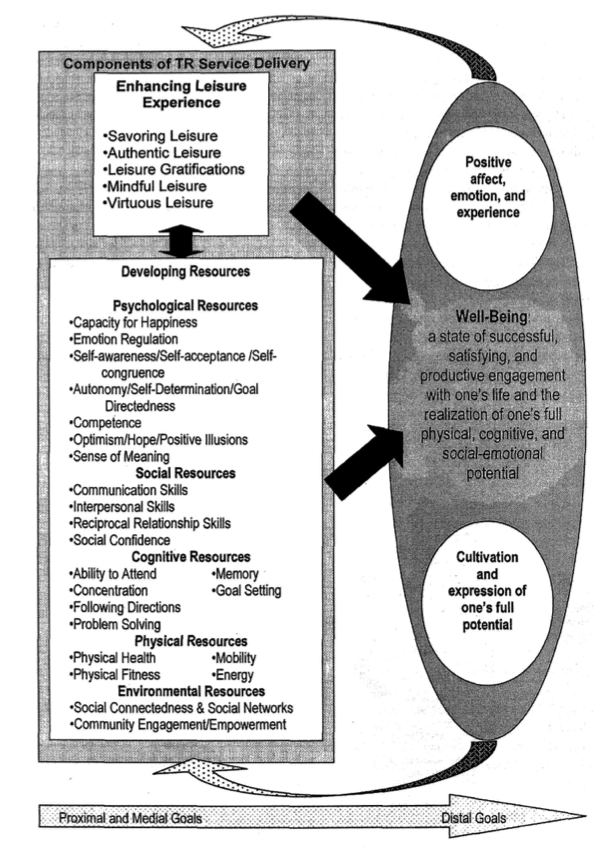 Components of TR Service Delivery
Enhancing Leisure
Experience
•Savoring Leisure
•Authentic Leisure
•Leisure Gratifications
•Mindful Leisure
•Virtuous Leisure
Developing Resources
Psychological Resources
•Capacity for Happiness
•Emotion Regulation
•Self-awareness/Self-acceptance /Self-
congruence
•Autonomy/Self-Determination/Goal
Directedness
•Competence
•Optimism/Hope/Positive Illusions
•Sense of Meaning
Social Resources
•Communication Skills
•Interpersonal Skills
•Reciprocal Relationship Skills
•Social Confidence
Cognitive Resources
•Ability to Attend •Memory
•Concentration •Goal Setting
•Following Directions
•Problem Solving
Physical Resources
•Physical Health •Mobility
•Physical Fitness •Energy
Environmental Resources
•Social Connectedness & Social Networks
•Community Engagement/Empowerment
Positive
affect,
emotion, and
experience
Well-Being:
a state of successful,
satisfying, and
productive engagement
with one's life and the
realization of one's full
physical, cognitive, and
social-emotional
potential
Cultivation
and
expression of
one's full
potential
Proximal and Medial Goals Distal Goals